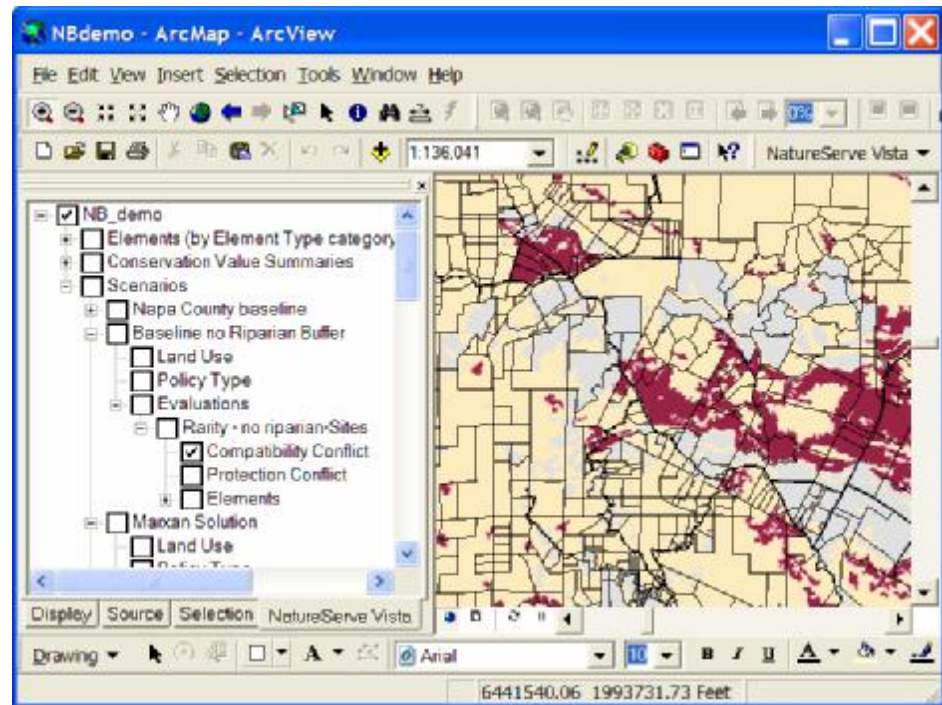 NBdemo - ArcMap - ArcView
File Edit View Insert Selection Tools Window Help
0%
1:136,041 NatureServe Vista
NB_demo
Elements (by Element Type category
Conservation Value Summaries
Scenarios
Napa County baseline
Baseline no Riparian Buffer
Land Use
Policy Type
Evaluations
Rarity - no riparian-Sites
Compatibility Conflict
Protection Conflict
Elements
Marxan Solution
Land Use
Policy Type
Display Source Selection NatureServe Vista
Drawing A Arial 10 B I U A
6441540.06 1993731.73 Feet